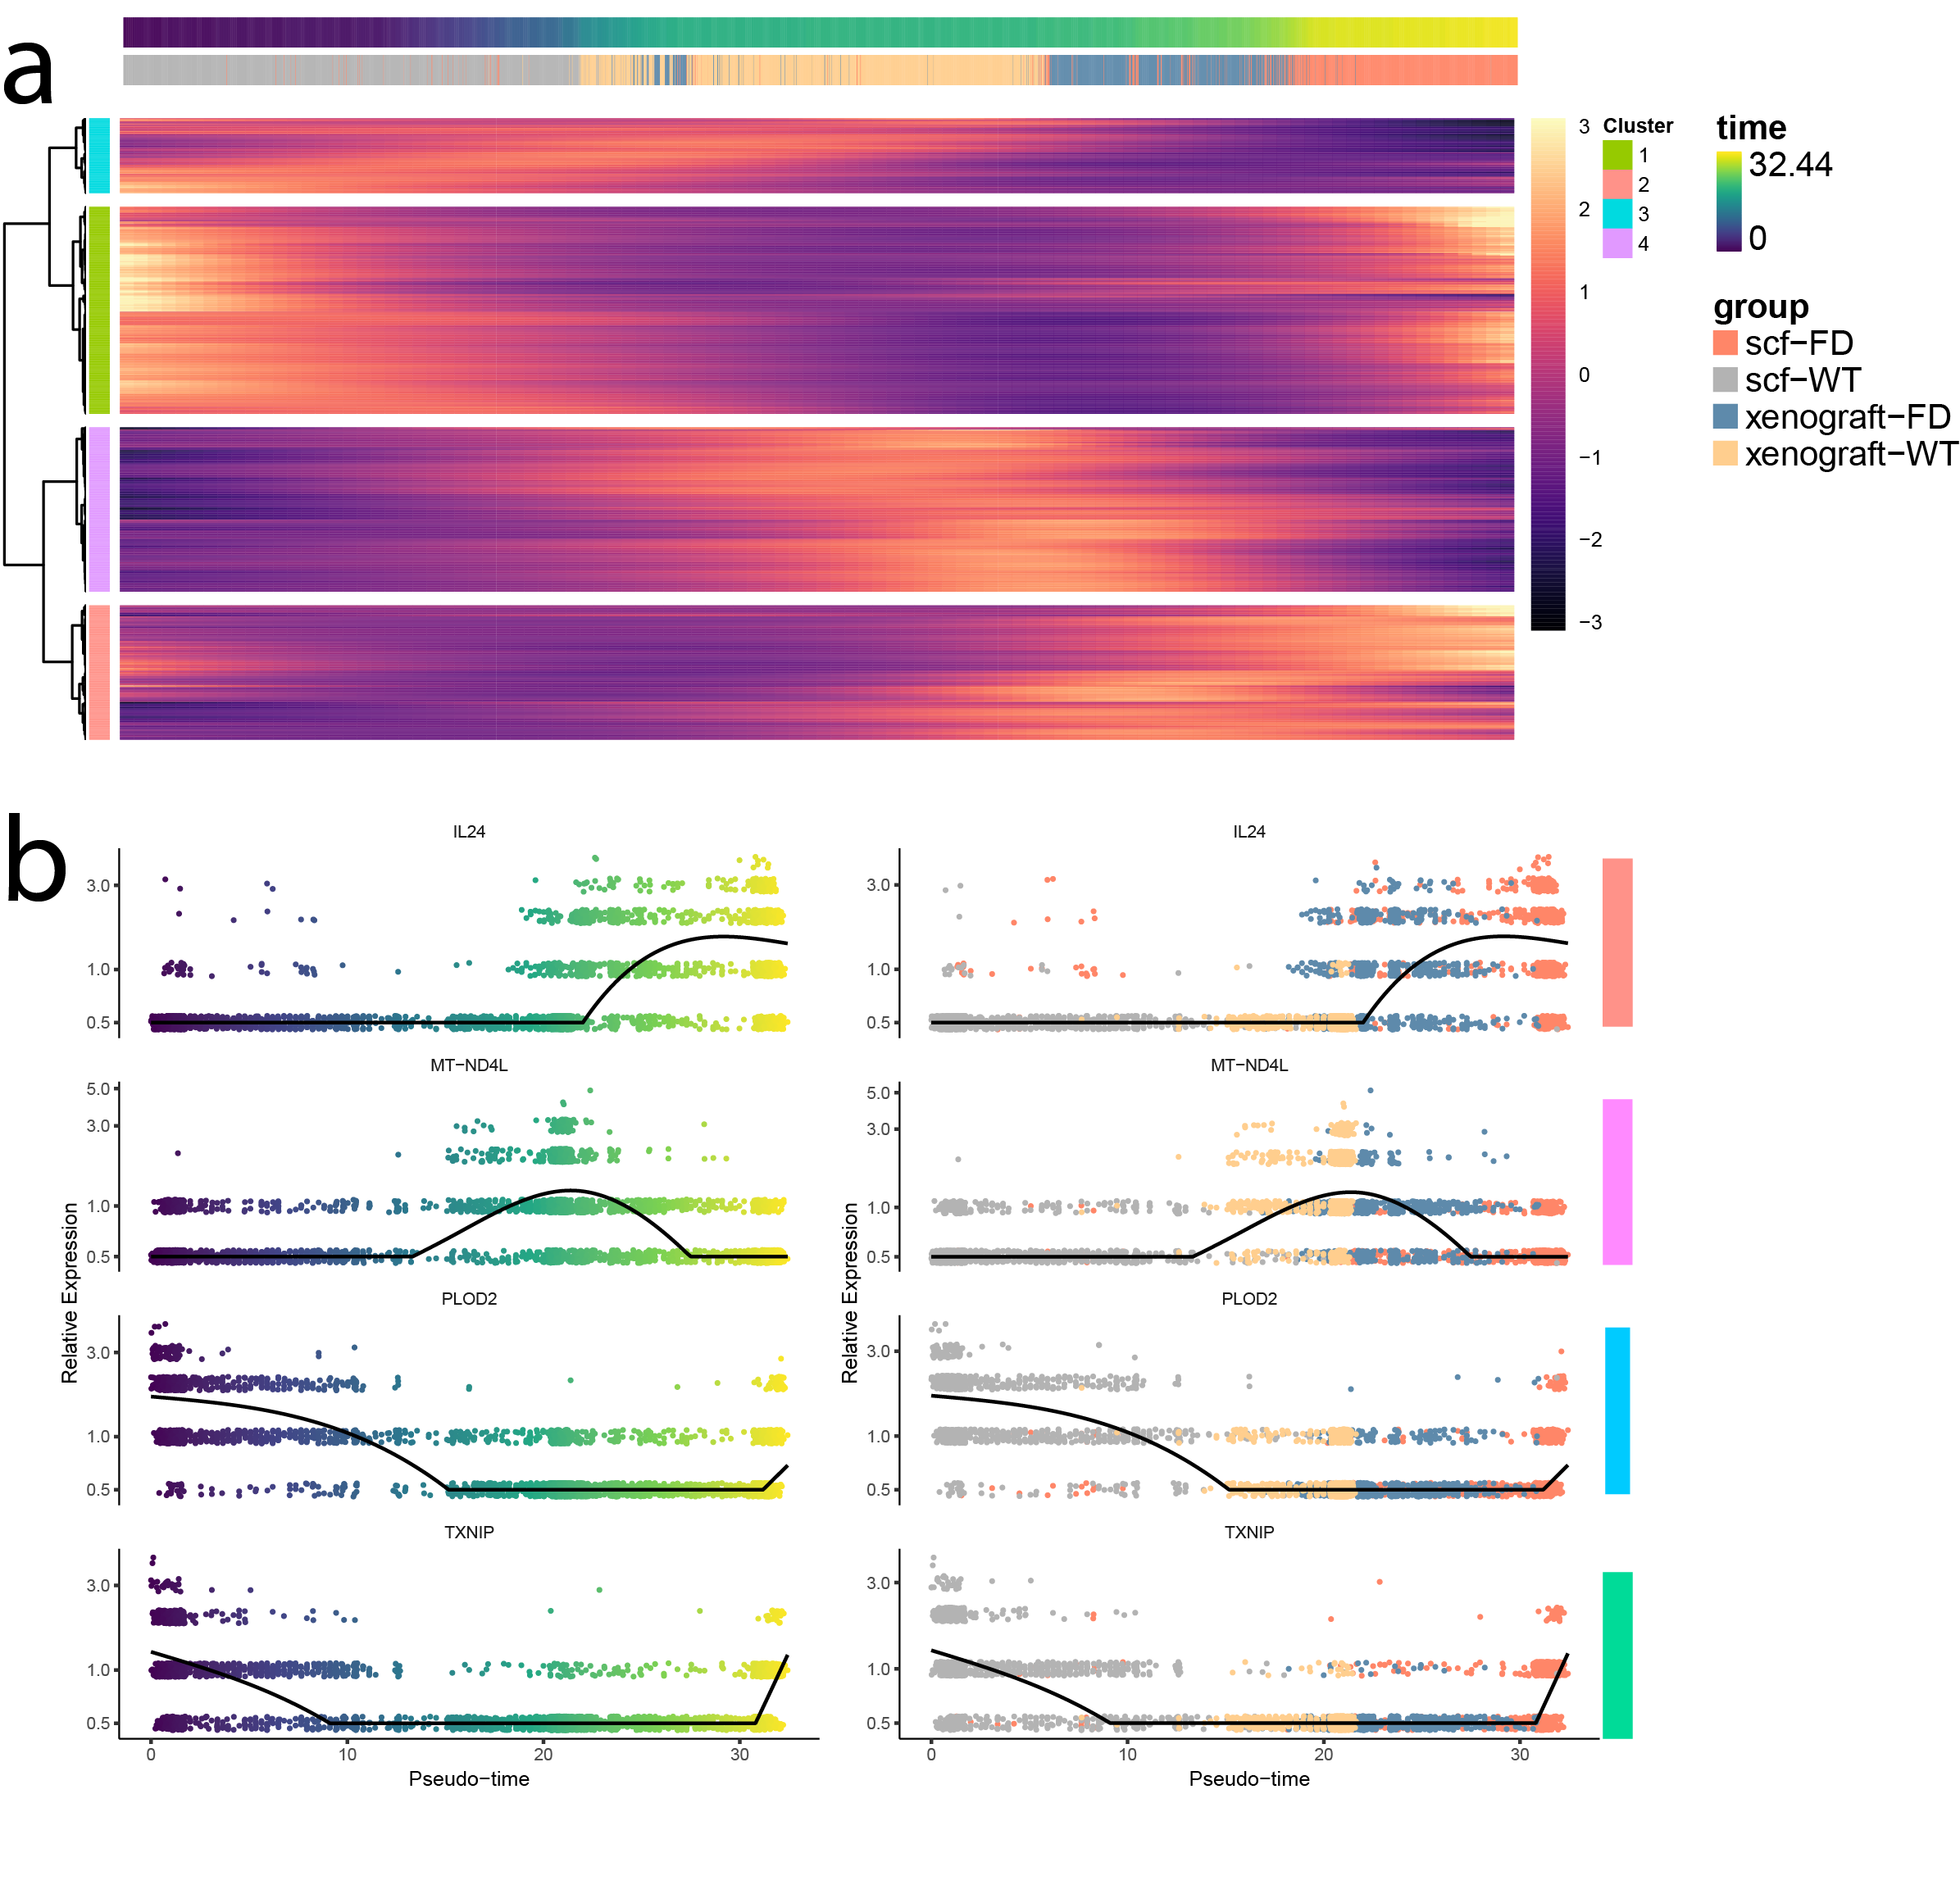 a
3
2
1
0
−1
−2
−3
Cluster
1
2
3
4
time
32.44
0
group
scf−FD
scf−WT
xenograft−FD
xenograft−WT
b
IL24
3.0
1.0
0.5
IL24
3.0
1.0
0.5
MT−ND4L
5.0
3.0
1.0
0.5
MT−ND4L
5.0
3.0
1.0
0.5
Relative Expression
Relative Expression
PLOD2
3.0
1.0
0.5
PLOD2
3.0
1.0
0.5
TXNIP
3.0
1.0
0.5
TXNIP
3.0
1.0
0.5
0 10 20 30
0 10 20 30
Pseudo−time
Pseudo−time